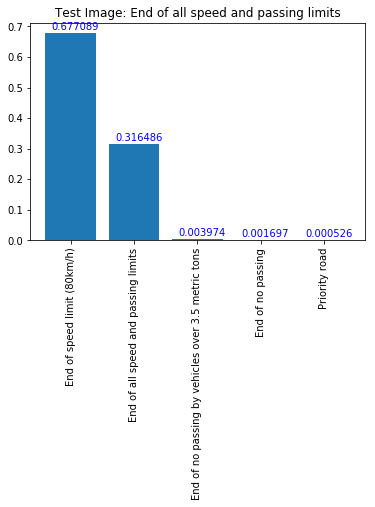 Test Image: End of all speed and passing limits
0.7
0.6
0.5
0.4
0.3
0.2
0.1
0.0
0.677089
0.316486
0.003974
0.001697
0.000526
End of speed limit (80km/h)
End of all speed and passing limits
End of no passing by vehicles over 3.5 metric tons
End of no passing
Priority road